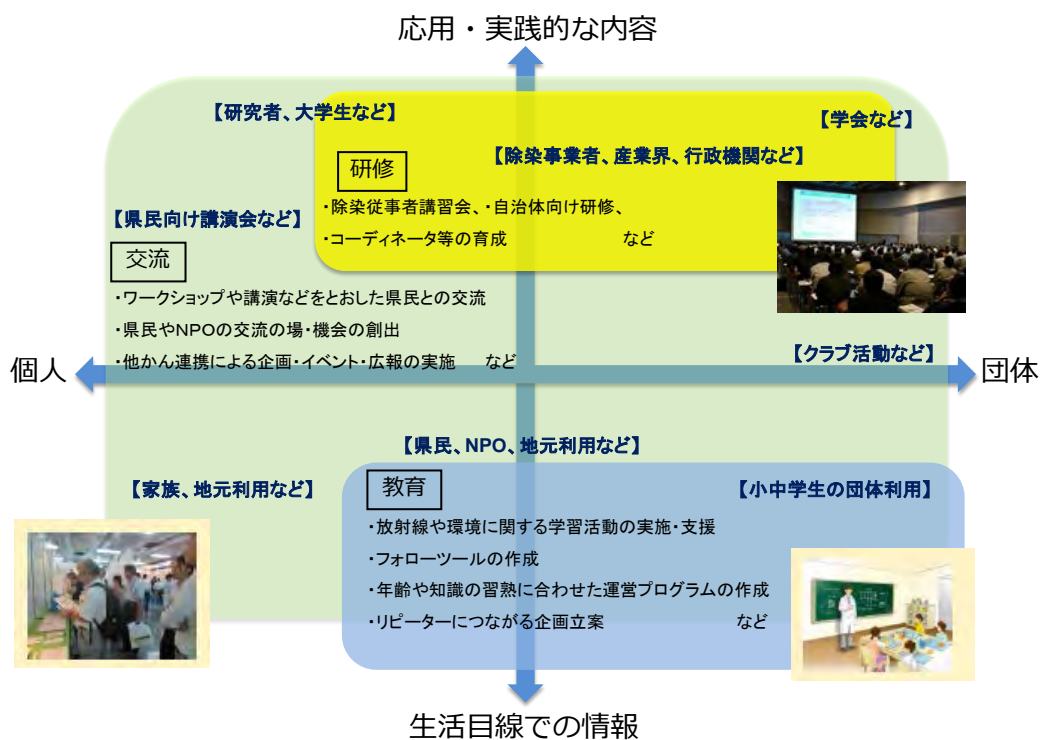 応用・実践的な内容
【研究者、大学生など】
【学会など】
【除染事業者、産業界、行政機関など】
研修
・除染従事者講習会、・自治体向け研修、
・コーディネータ等の育成 など
【県民向け講演会など】
交流
・ワークショップや講演などをとおした県民との交流
・県民やNPOの交流の場・機会の創出
・他かん連携による企画・イベント・広報の実施 など
【クラブ活動など】
個人
団体
【県民、NPO、地元利用など】
【家族、地元利用など】
教育
【小中学生の団体利用】
・放射線や環境に関する学習活動の実施・支援
・フォローツールの作成
・年齢や知識の習熟に合わせた運営プログラムの作成
・リピーターにつながる企画立案 など
生活目線での情報